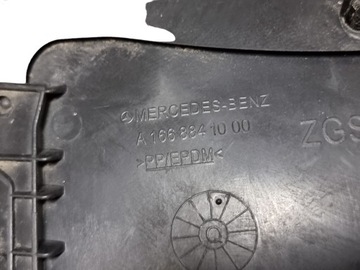 MERCEDES-BENZ
A 166 884 10 00
ZGS
>PP/EPDM<